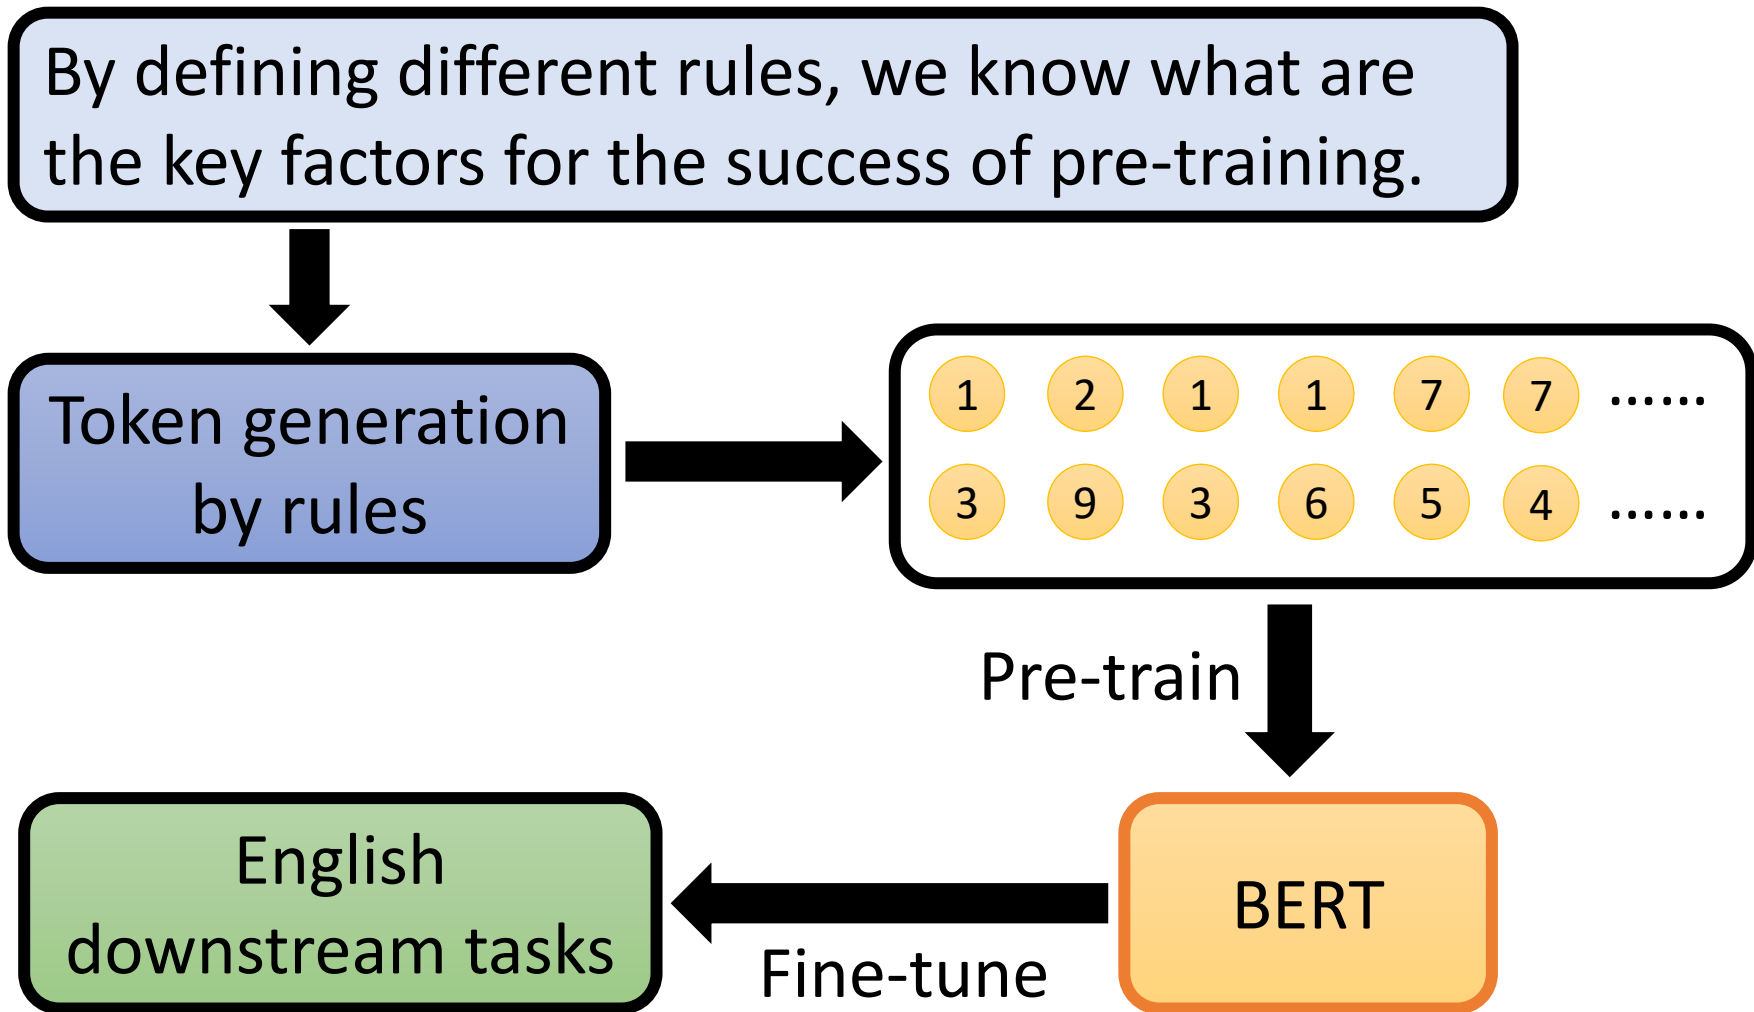 By defining different rules, we know what are
the key factors for the success of pre-training.
Token generation
by rules
1 2 1 1 7 7 ......
3 9 3 6 5 4 ......
Pre-train
BERT
Fine-tune
English
downstream tasks